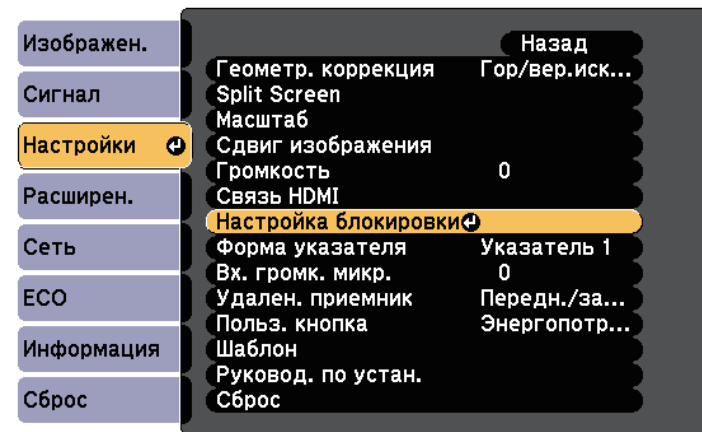 Изображен.
Сигнал
Настройки
Расширен.
Сеть
ECO
Информация
Сброс
Назад
Геометр. коррекция Гор/вер.иск...
Split Screen
Масштаб
Сдвиг изображения
Громкость 0
Связь HDMI
Настройка блокировки
Форма указателя Указатель 1
Вх. громк. микр. 0
Удален. приемник Передн./за...
Польз. кнопка Энергопотр...
Шаблон
Руковод. по устан.
Сброс